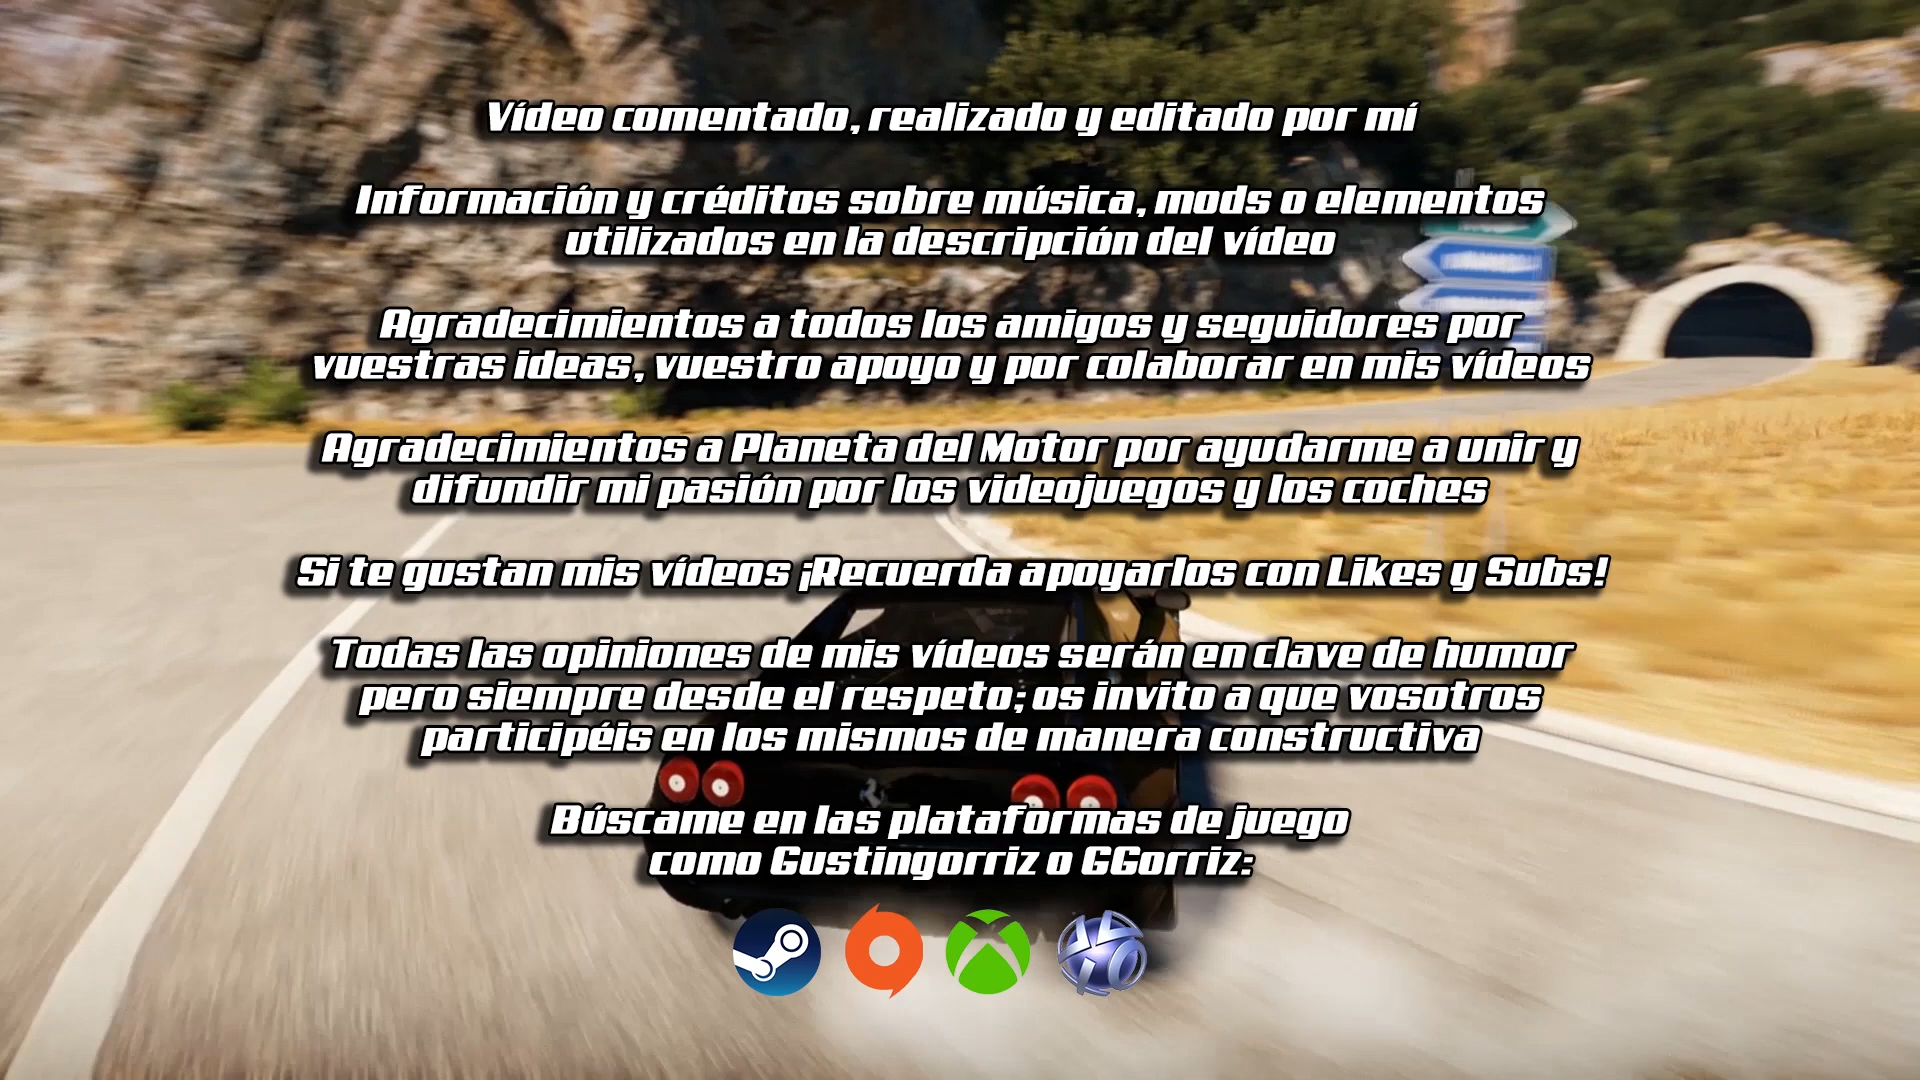 Vídeo comentado, realizado y editado por mí
Información y créditos sobre música, mods o elementos
utilizados en la descripción del vídeo
Agradecimientos a todos los amigos y seguidores por
vuestras ideas, vuestro apoyo y por colaborar en mis vídeos
Agradecimientos a Planeta del Motor por ayudarme a unir y
difundir mi pasión por los videojuegos y los coches
Si te gustan mis vídeos ¡Recuerda apoyarlos con Likes y Subs!
Todas las opiniones de mis vídeos serán en clave de humor
pero siempre desde el respeto; os invito a que vosotros
participéis en los mismos de manera constructiva
Búscame en las plataformas de juego
como Gustingorriz o GGorriz: